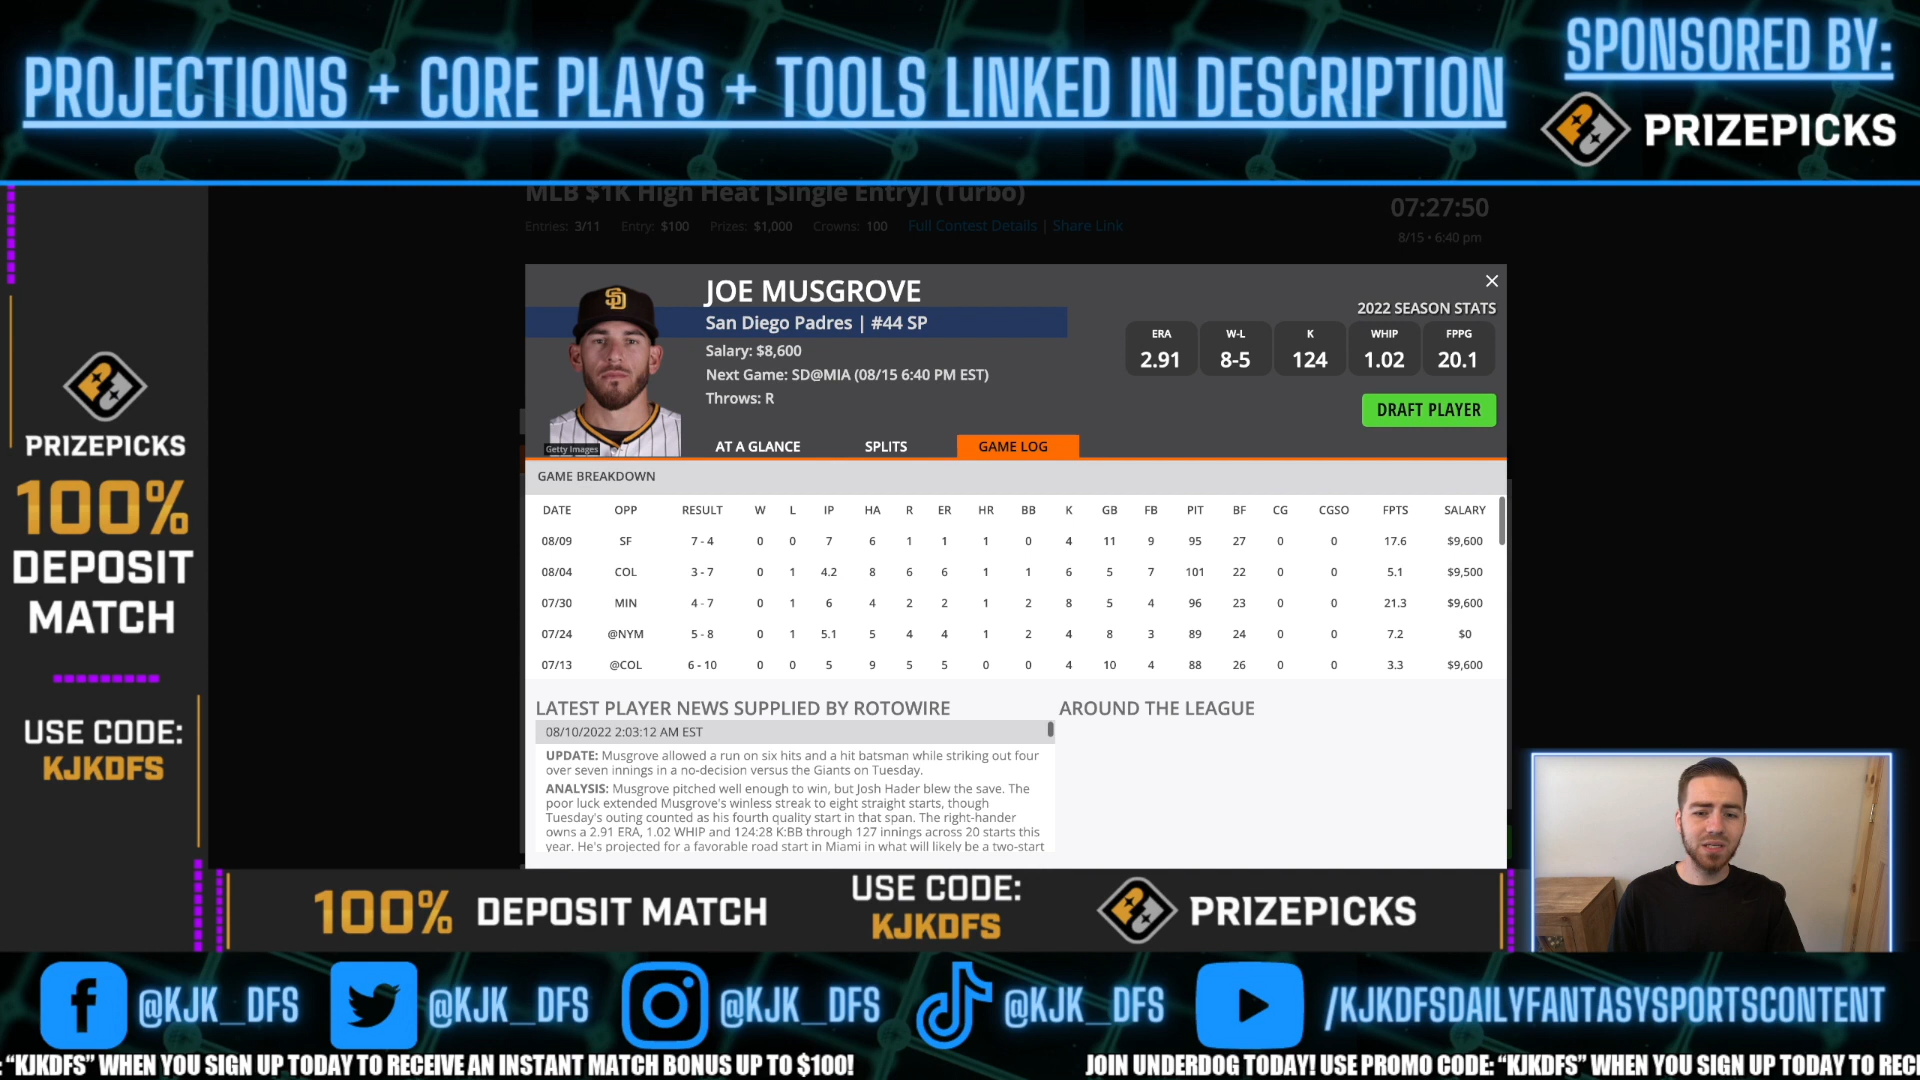 PROJECTIONS + CORE PLAYS + TOOLS LINKED IN DESCRIPTION
SPONSORED BY:
PRIZEPICKS
MLB $1K High Heat [Single Entry] (Turbo)
Entries: 3/11 Entry: $100 Prizes: $1,000 Crowns: 100 Full Contest Details | Share Link
07:27:50
8/15 • 6:40 pm
JOE MUSGROVE
San Diego Padres | #44 SP
Salary: $8,600
Next Game: SD@MIA (08/15 6:40 PM EST)
Throws: R
Getty Images
2022 SEASON STATS
ERA W-L K WHIP FPPG
2.91 8-5 124 1.02 20.1
DRAFT PLAYER
AT A GLANCE SPLITS GAME LOG
GAME BREAKDOWN
DATE OPP RESULT W L IP HA R ER HR BB K GB FB PIT BF CG CGSO FPTS SALARY
08/09 SF 7 - 4 0 0 7 6 1 1 1 0 4 11 9 95 27 0 0 17.6 $9,600
08/04 COL 3 - 7 0 1 4.2 8 6 6 1 1 6 5 7 101 22 0 0 5.1 $9,500
07/30 MIN 4 - 7 0 1 6 4 2 2 1 2 8 5 4 96 23 0 0 21.3 $9,600
07/24 @NYM 5 - 8 0 1 5.1 5 4 4 1 2 4 8 3 89 24 0 0 7.2 $0
07/13 @COL 6 - 10 0 0 5 9 5 5 0 0 4 10 4 88 26 0 0 3.3 $9,600
LATEST PLAYER NEWS SUPPLIED BY ROTOWIRE
AROUND THE LEAGUE
08/10/2022 2:03:12 AM EST
UPDATE: Musgrove allowed a run on six hits and a hit batsman while striking out four
over seven innings in a no-decision versus the Giants on Tuesday.
ANALYSIS: Musgrove pitched well enough to win, but Josh Hader blew the save. The
poor luck extended Musgrove's winless streak to eight straight starts, though
Tuesday's outing counted as his fourth quality start in that span. The right-hander
owns a 2.91 ERA, 1.02 WHIP and 124:28 K:BB through 127 innings across 20 starts this
year. He's projected for a favorable road start in Miami in what will likely be a two-start
PRIZEPICKS
100%
DEPOSIT
MATCH
USE CODE:
KJKDFS
100% DEPOSIT MATCH
USE CODE:
KJKDFS
PRIZEPICKS
@KJK_DFS @KJK_DFS @KJK_DFS @KJK_DFS /KJKDFSDAILYFANTASYSPORTSCONTENT
: "KJKDFS" WHEN YOU SIGN UP TODAY TO RECEIVE AN INSTANT MATCH BONUS UP TO $100!
JOIN UNDERDOG TODAY! USE PROMO CODE: "KJKDFS" WHEN YOU SIGN UP TODAY TO RECE